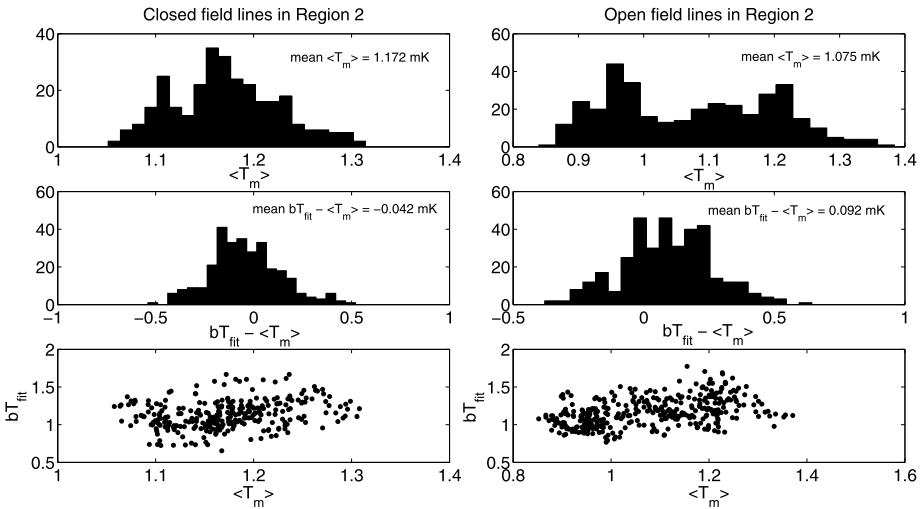 Closed field lines in Region 2
Open field lines in Region 2
40
20
0
mean <T_m> = 1.172 mK
1 1.1 1.2 1.3 1.4
<T_m>
60
40
20
0
mean <T_m> = 1.075 mK
0.8 0.9 1 1.1 1.2 1.3 1.4
<T_m>
60
40
20
0
mean bT_fit − <T_m> = −0.042 mK
−1 −0.5 0 0.5 1
bT_fit − <T_m>
60
40
20
0
mean bT_fit − <T_m> = 0.092 mK
−0.5 0 0.5 1
bT_fit − <T_m>
2
1.5
1
0.5
bT_fit
1 1.1 1.2 1.3 1.4
<T_m>
2
1.5
1
0.5
bT_fit
0.8 1 1.2 1.4 1.6
<T_m>